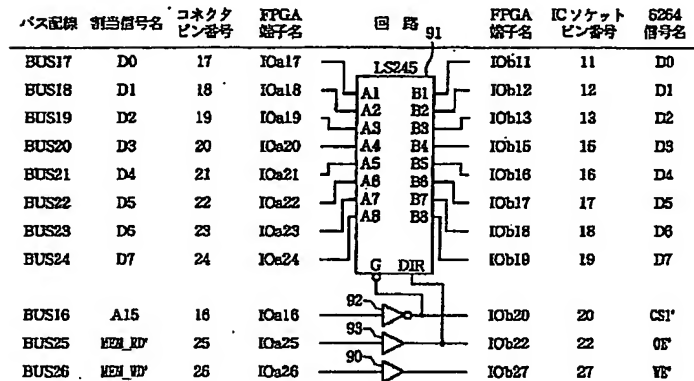 バス配線 割当信号名 コネクタピン番号 FPGA端子名 回 路 FPGA端子名 ICソケットピン番号 6264信号名
91
LS245
BUS17 D0 17 IOa17 A1 B1 IOb11 11 D0
BUS18 D1 18 IOa18 A2 B2 IOb12 12 D1
BUS19 D2 19 IOa19 A3 B3 IOb13 13 D2
BUS20 D3 20 IOa20 A4 B4 IOb15 15 D3
BUS21 D4 21 IOa21 A5 B5 IOb16 16 D4
BUS22 D5 22 IOa22 A6 B6 IOb17 17 D5
BUS23 D6 23 IOa23 A7 B7 IOb18 18 D6
BUS24 D7 24 IOa24 A8 B8 IOb19 19 D7
G DIR
BUS16 A15 16 IOa16 92 IOb20 20 CS1*
BUS25 MEM_RD* 25 IOa25 93 IOb22 22 OE*
BUS26 MEM_WD* 26 IOa26 90 IOb27 27 WE*